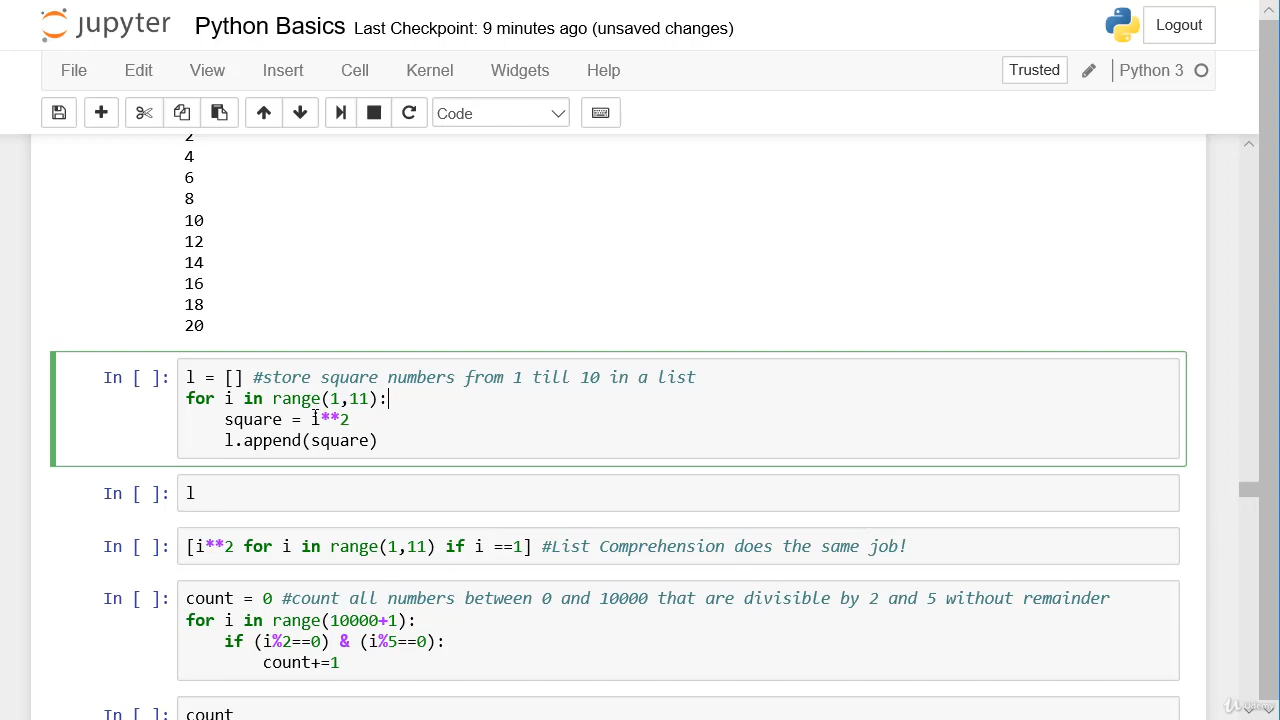 jupyter Python Basics Last Checkpoint: 9 minutes ago (unsaved changes) Logout
File Edit View Insert Cell Kernel Widgets Help Trusted Python 3
Code
2
4
6
8
10
12
14
16
18
20
In [ ]: l = [] #store square numbers from 1 till 10 in a list
for i in range(1,11):
square = i**2
l.append(square)
In [ ]: l
In [ ]: [i**2 for i in range(1,11) if i ==1] #List Comprehension does the same job!
In [ ]: count = 0 #count all numbers between 0 and 10000 that are divisible by 2 and 5 without remainder
for i in range(10000+1):
if (i%2==0) & (i%5==0):
count+=1
In [ ]: count
Udemy